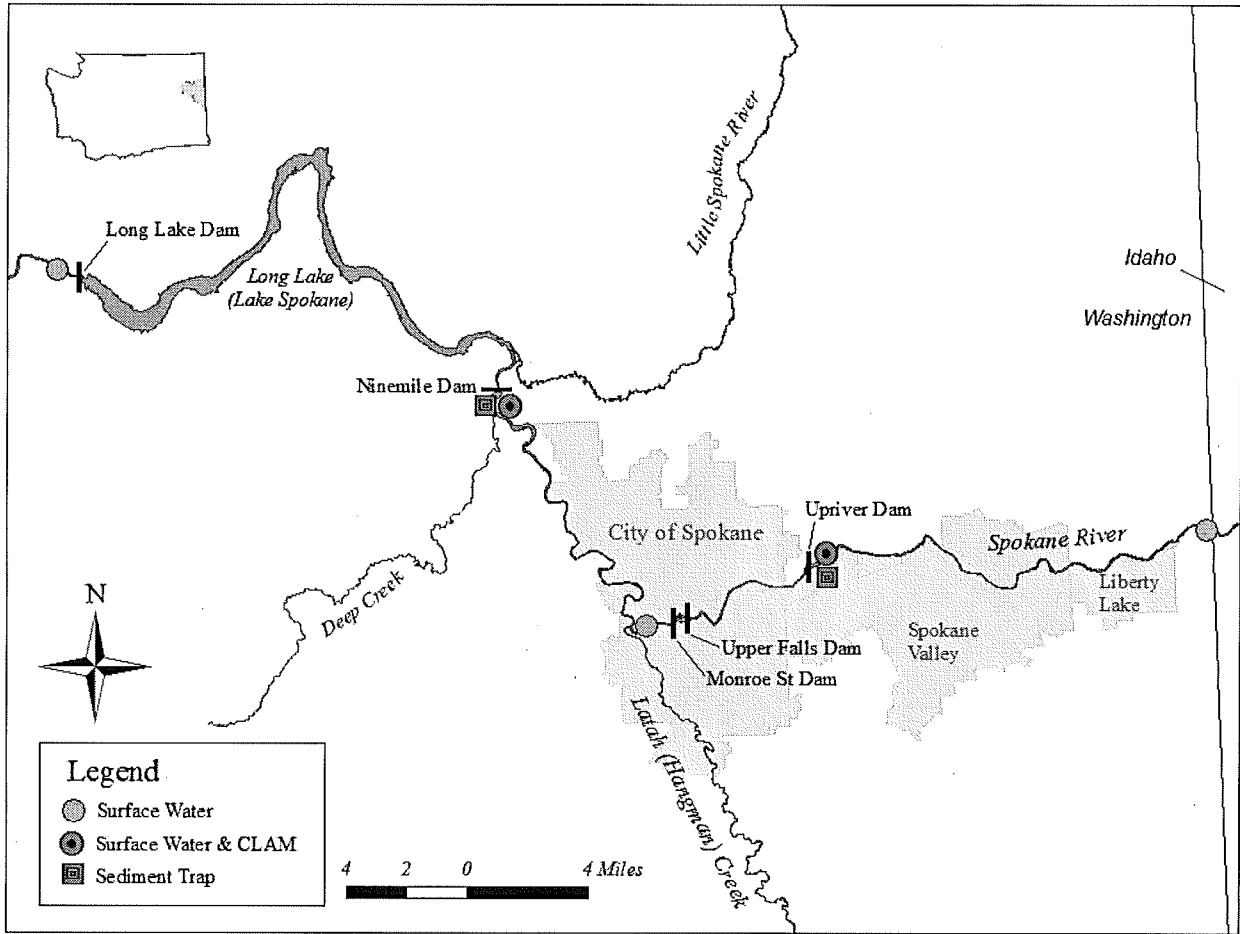 Little Spokane River
Long Lake Dam
Long Lake
(Lake Spokane)
Idaho
Washington
Ninemile Dam
City of Spokane
Upriver Dam
Spokane River
Liberty
Lake
Deep Creek
Spokane
Valley
Upper Falls Dam
Monroe St Dam
Latah (Hangman) Creek
N
Legend
Surface Water
Surface Water & CLAM
Sediment Trap
4 2 0 4 Miles